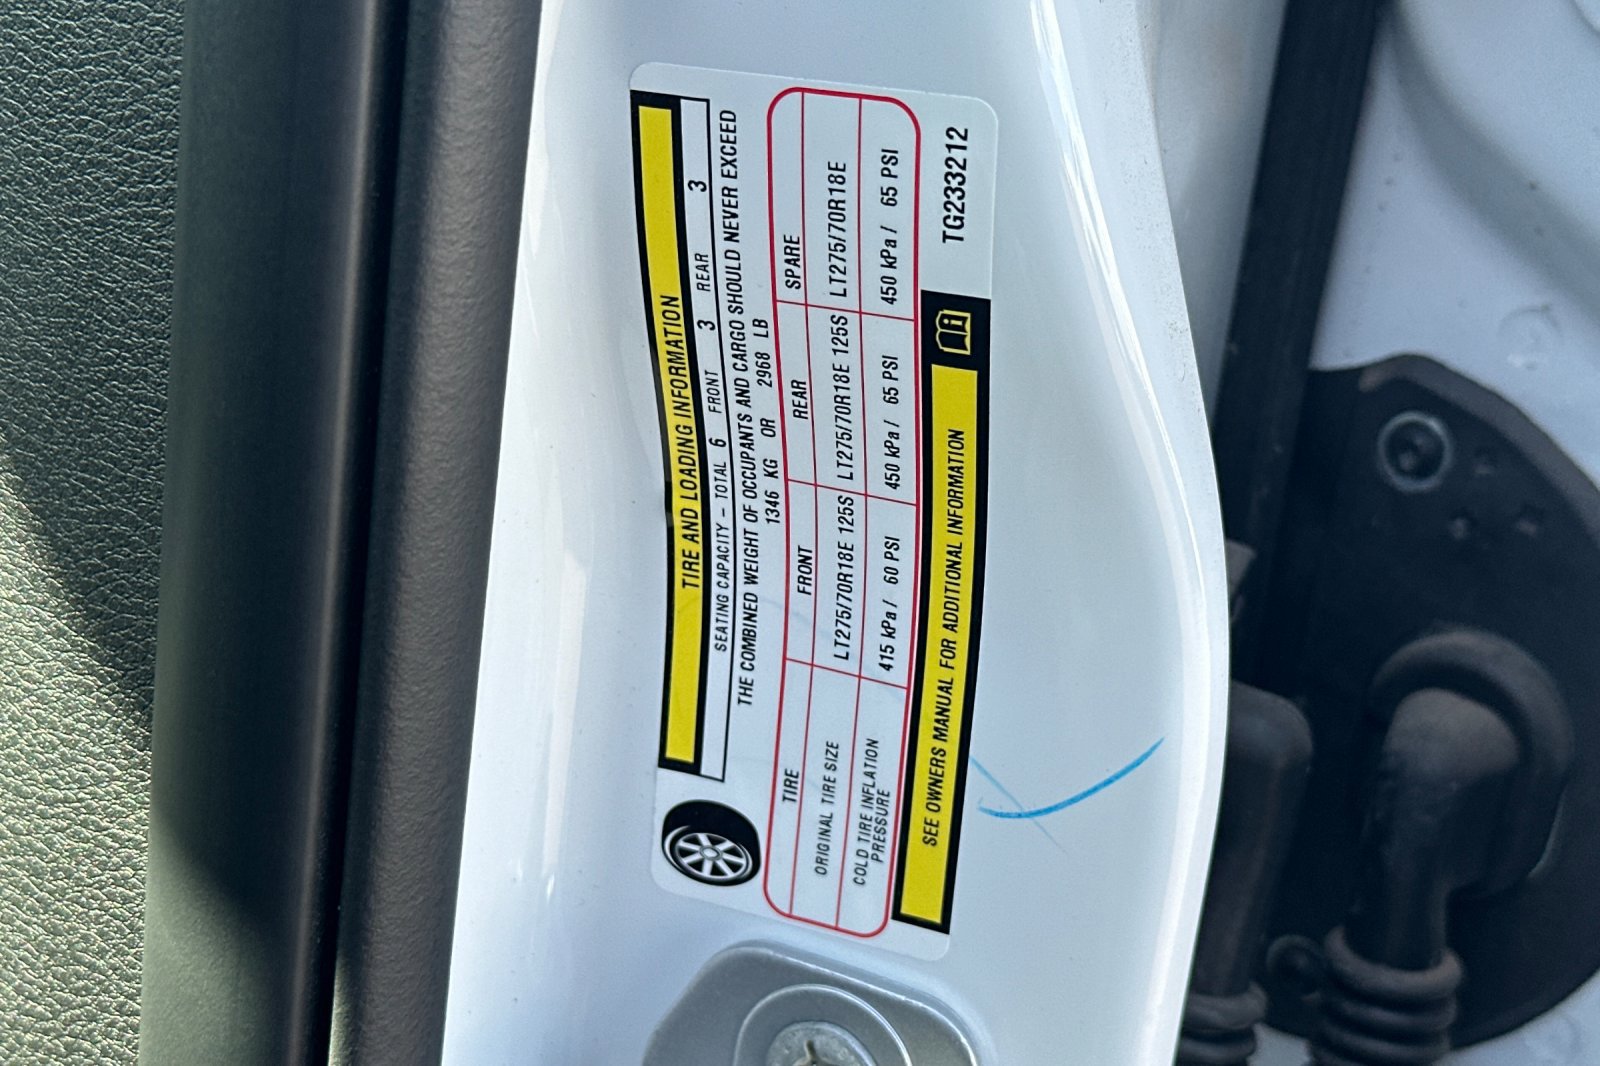 TIRE AND LOADING INFORMATION
SEATING CAPACITY – TOTAL 6 FRONT 3 REAR 3
THE COMBINED WEIGHT OF OCCUPANTS AND CARGO SHOULD NEVER EXCEED
1346 KG OR 2968 LB
TIRE FRONT REAR SPARE
ORIGINAL TIRE SIZE LT275/70R18E 125S LT275/70R18E 125S LT275/70R18E
COLD TIRE INFLATION
PRESSURE 415 kPa / 60 PSI 450 kPa / 65 PSI 450 kPa / 65 PSI
SEE OWNERS MANUAL FOR ADDITIONAL INFORMATION TG233212